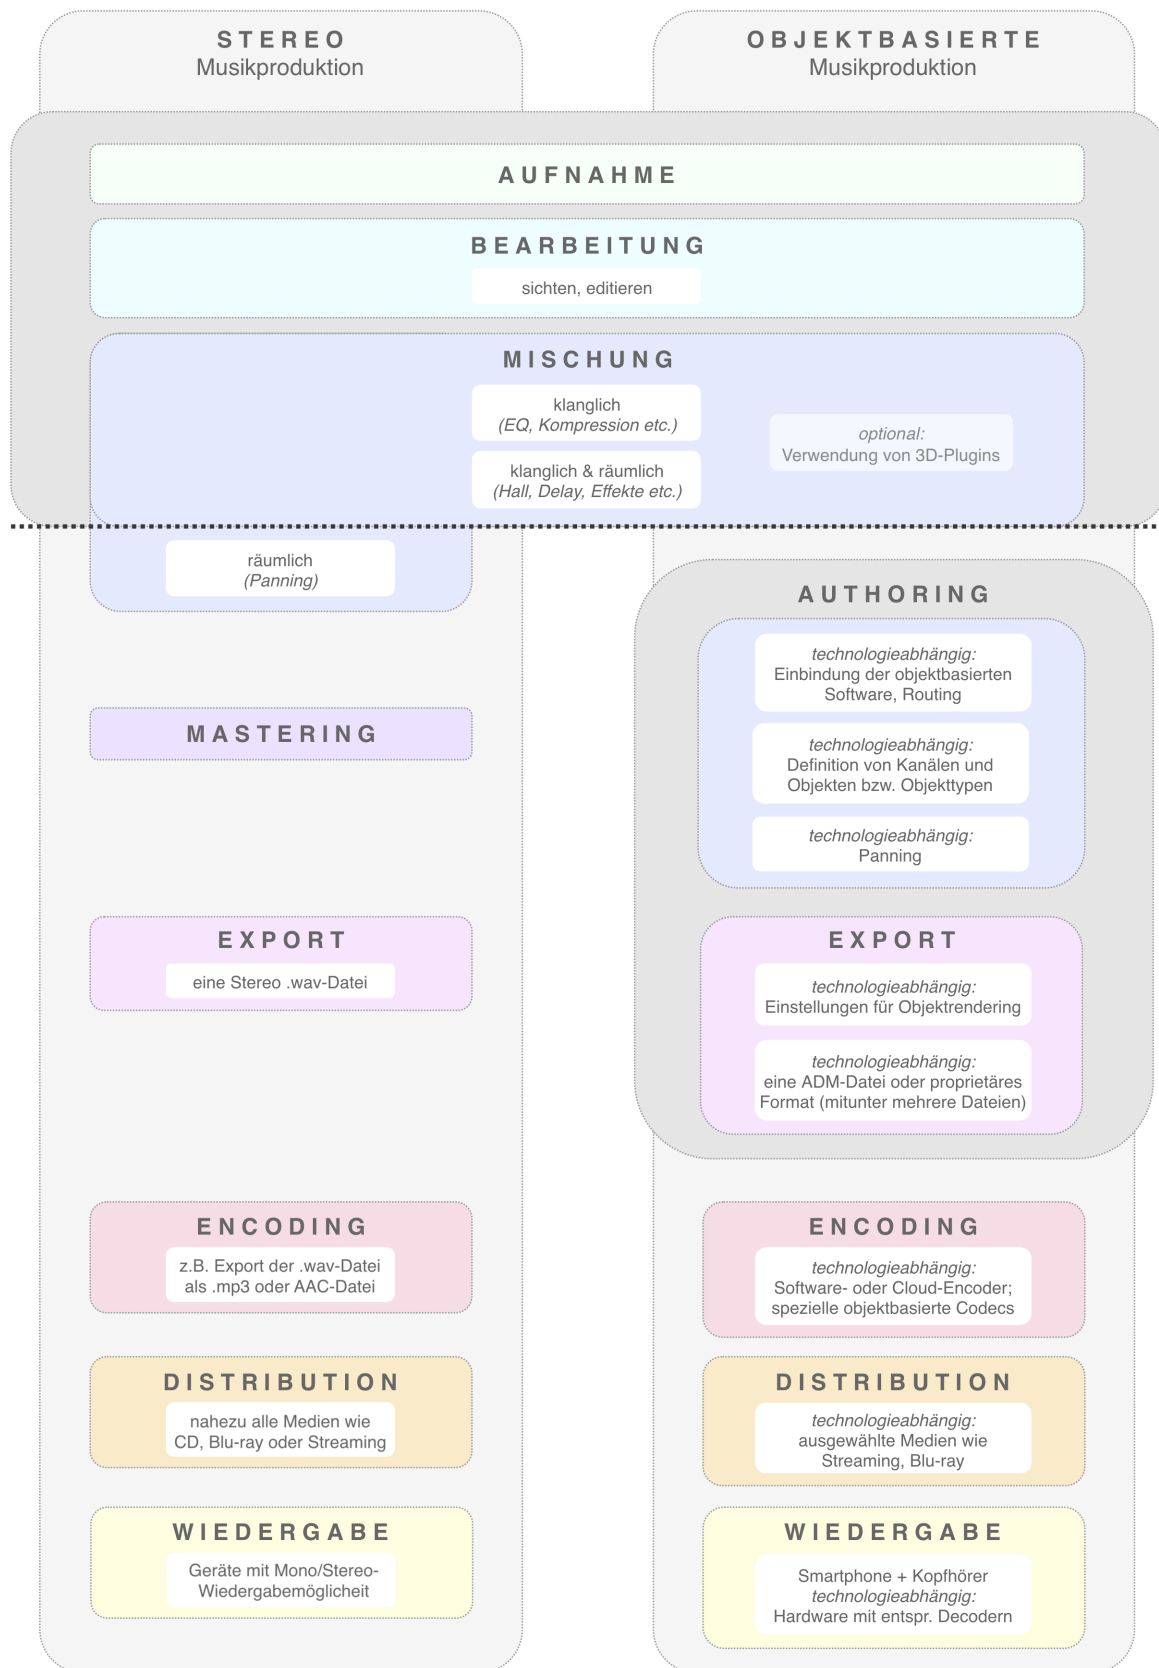 STEREO
Musikproduktion
OBJEKTBASIERTE
Musikproduktion
AUFNAHME
BEARBEITUNG
sichten, editieren
MISCHUNG
klanglich
(EQ, Kompression etc.)
klanglich & räumlich
(Hall, Delay, Effekte etc.)
optional:
Verwendung von 3D-Plugins
räumlich
(Panning)
MASTERING
EXPORT
eine Stereo .wav-Datei
ENCODING
z.B. Export der .wav-Datei
als .mp3 oder AAC-Datei
DISTRIBUTION
nahezu alle Medien wie
CD, Blu-ray oder Streaming
WIEDERGABE
Geräte mit Mono/Stereo-
Wiedergabemöglicheit
AUTHORING
technologieabhängig:
Einbindung der objektbasierten
Software, Routing
technologieabhängig:
Definition von Kanälen und
Objekten bzw. Objekttypen
technologieabhängig:
Panning
EXPORT
technologieabhängig:
Einstellungen für Objektrendering
technologieabhängig:
eine ADM-Datei oder proprietäres
Format (mitunter mehrere Dateien)
ENCODING
technologieabhängig:
Software- oder Cloud-Encoder;
spezielle objektbasierte Codecs
DISTRIBUTION
technologieabhängig:
ausgewählte Medien wie
Streaming, Blu-ray
WIEDERGABE
Smartphone + Kopfhörer
technologieabhängig:
Hardware mit entspr. Decodern